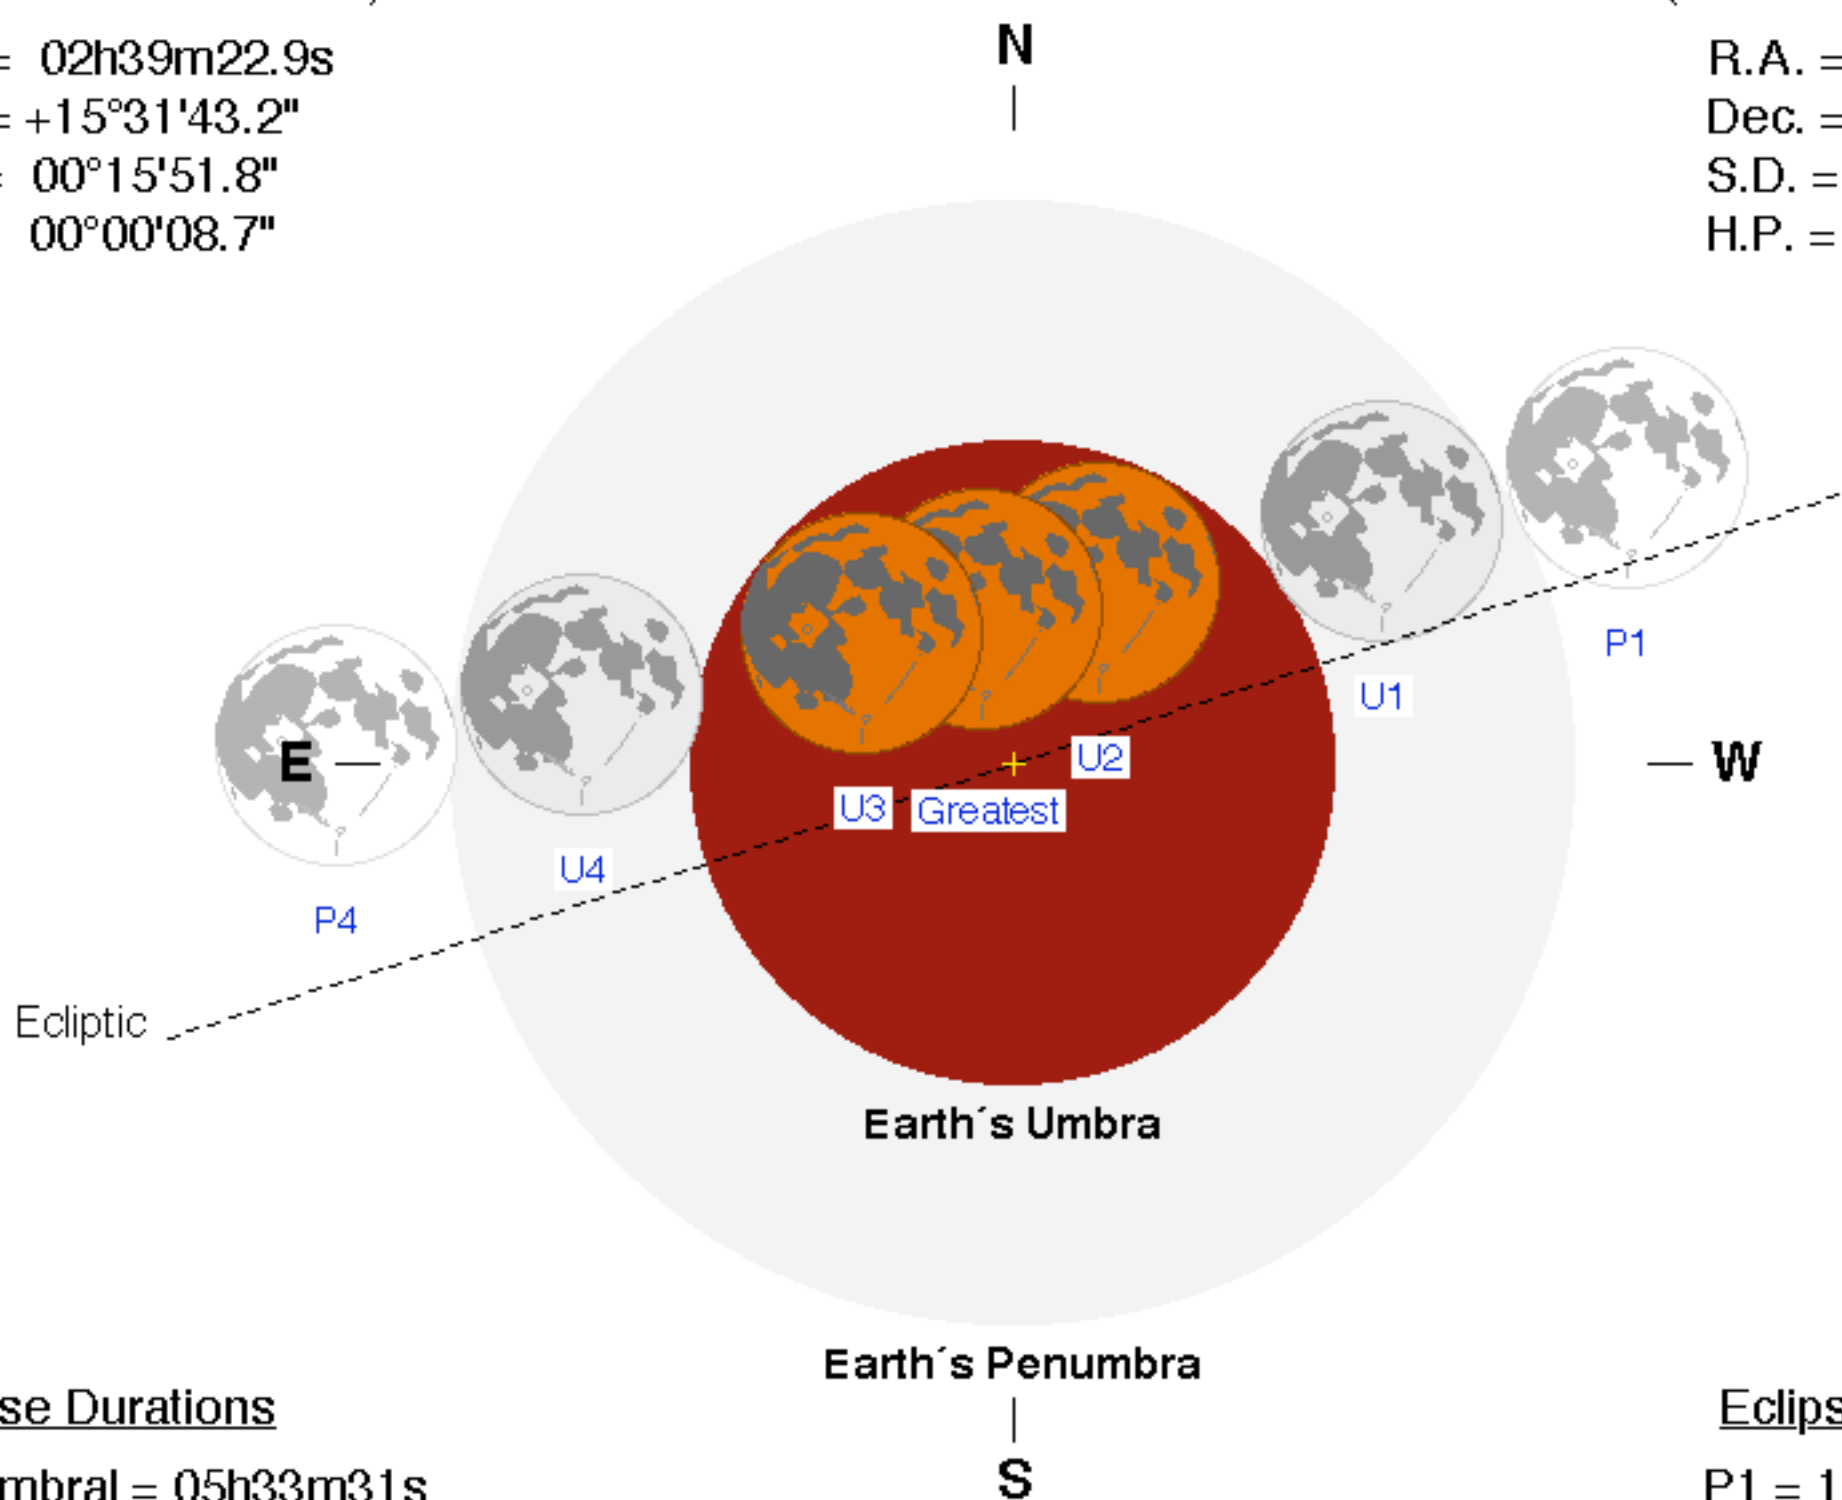 = 02h39m22.9s
= +15°31'43.2"
= 00°15'51.8"
00°00'08.7"
N
R.A. =
Dec. =
S.D. =
H.P. =
P1
U1
E
W
U2
U3
Greatest
U4
P4
Ecliptic
Earth´s Umbra
Earth´s Penumbra
se Durations
Eclips
mbral = 05h33m31s
S
P1 = 1